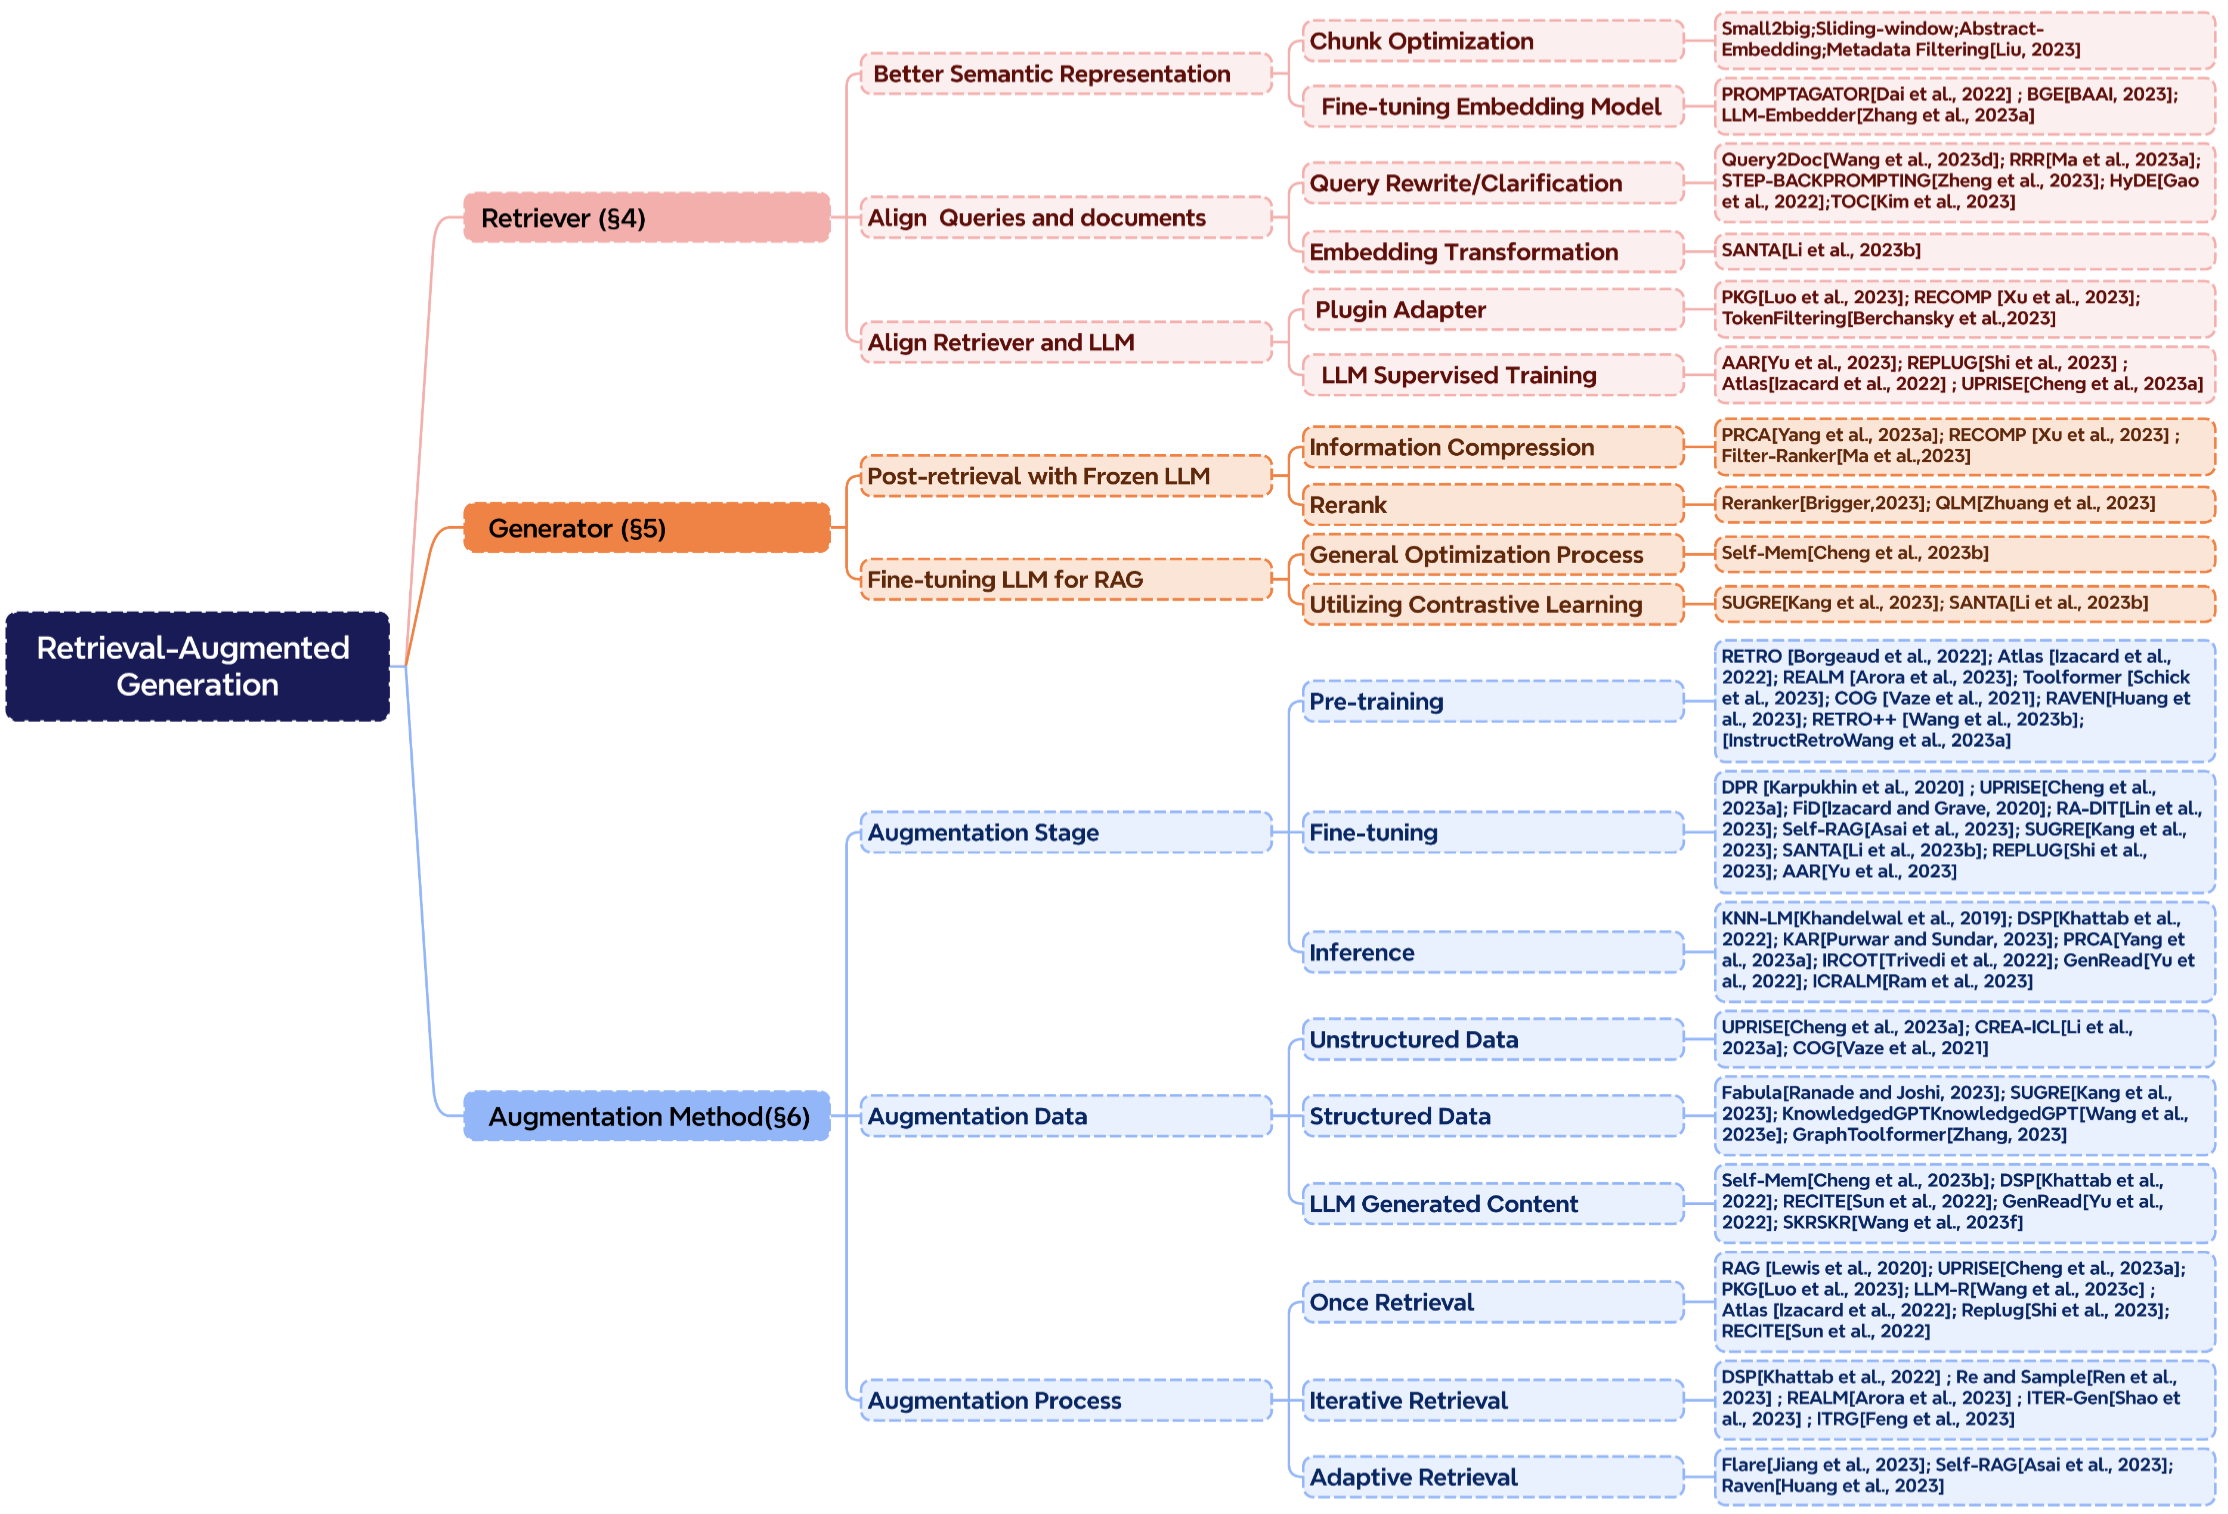 Retrieval-Augmented
Generation
Retriever (§4)
Better Semantic Representation
Chunk Optimization
Small2big;Sliding-window;Abstract-
Embedding;Metadata Filtering[Liu, 2023]
Fine-tuning Embedding Model
PROMPTAGATOR[Dai et al., 2022] ; BGE[BAAI, 2023];
LLM-Embedder[Zhang et al., 2023a]
Align  Queries and documents
Query Rewrite/Clarification
Query2Doc[Wang et al., 2023d]; RRR[Ma et al., 2023a];
STEP-BACKPROMPTING[Zheng et al., 2023]; HyDE[Gao
et al., 2022];TOC[Kim et al., 2023]
Embedding Transformation
SANTA[Li et al., 2023b]
Align Retriever and LLM
Plugin Adapter
PKG[Luo et al., 2023]; RECOMP [Xu et al., 2023];
TokenFiltering[Berchansky et al.,2023]
LLM Supervised Training
AAR[Yu et al., 2023]; REPLUG[Shi et al., 2023] ;
Atlas[Izacard et al., 2022] ; UPRISE[Cheng et al., 2023a]
Generator (§5)
Post-retrieval with Frozen LLM
Information Compression
PRCA[Yang et al., 2023a]; RECOMP [Xu et al., 2023] ;
Filter-Ranker[Ma et al.,2023]
Rerank
Reranker[Brigger,2023]; QLM[Zhuang et al., 2023]
Fine-tuning LLM for RAG
General Optimization Process
Self-Mem[Cheng et al., 2023b]
Utilizing Contrastive Learning
SUGRE[Kang et al., 2023]; SANTA[Li et al., 2023b]
Augmentation Method(§6)
Augmentation Stage
Pre-training
RETRO [Borgeaud et al., 2022]; Atlas [Izacard et al.,
2022]; REALM [Arora et al., 2023]; Toolformer [Schick
et al., 2023]; COG [Vaze et al., 2021]; RAVEN[Huang et
al., 2023]; RETRO++ [Wang et al., 2023b];
[InstructRetroWang et al., 2023a]
Fine-tuning
DPR [Karpukhin et al., 2020] ; UPRISE[Cheng et al.,
2023a]; FiD[Izacard and Grave, 2020]; RA-DIT[Lin et al.,
2023]; Self-RAG[Asai et al., 2023]; SUGRE[Kang et al.,
2023]; SANTA[Li et al., 2023b]; REPLUG[Shi et al.,
2023]; AAR[Yu et al., 2023]
Inference
KNN-LM[Khandelwal et al., 2019]; DSP[Khattab et al.,
2022]; KAR[Purwar and Sundar, 2023]; PRCA[Yang et
al., 2023a]; IRCOT[Trivedi et al., 2022]; GenRead[Yu et
al., 2022]; ICRALM[Ram et al., 2023]
Augmentation Data
Unstructured Data
UPRISE[Cheng et al., 2023a]; CREA-ICL[Li et al.,
2023a]; COG[Vaze et al., 2021]
Structured Data
Fabula[Ranade and Joshi, 2023]; SUGRE[Kang et al.,
2023]; KnowledgedGPTKnowledgedGPT[Wang et al.,
2023e]; GraphToolformer[Zhang, 2023]
LLM Generated Content
Self-Mem[Cheng et al., 2023b]; DSP[Khattab et al.,
2022]; RECITE[Sun et al., 2022]; GenRead[Yu et al.,
2022]; SKRSKR[Wang et al., 2023f]
Augmentation Process
Once Retrieval
RAG [Lewis et al., 2020]; UPRISE[Cheng et al., 2023a];
PKG[Luo et al., 2023]; LLM-R[Wang et al., 2023c] ;
Atlas [Izacard et al., 2022]; Replug[Shi et al., 2023];
RECITE[Sun et al., 2022]
Iterative Retrieval
DSP[Khattab et al., 2022] ; Re and Sample[Ren et al.,
2023] ; REALM[Arora et al., 2023] ; ITER-Gen[Shao et
al., 2023] ; ITRG[Feng et al., 2023]
Adaptive Retrieval
Flare[Jiang et al., 2023]; Self-RAG[Asai et al., 2023];
Raven[Huang et al., 2023]